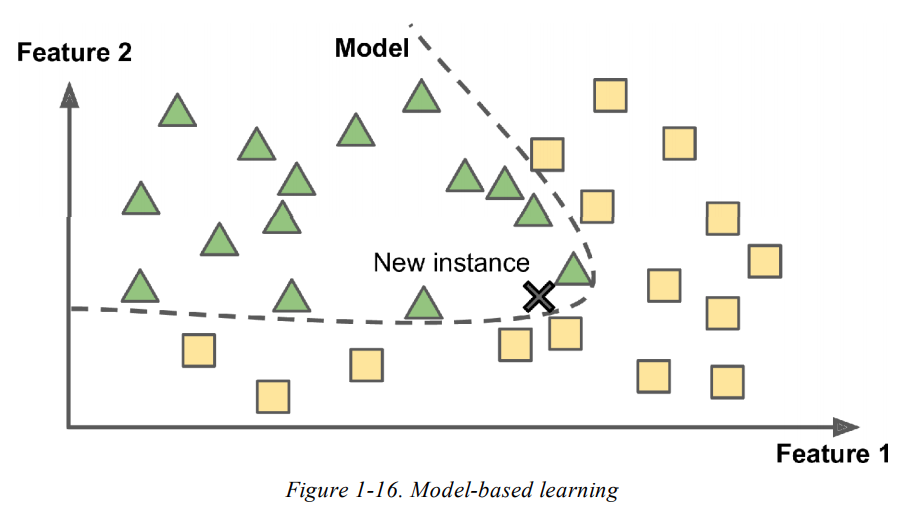 Feature 2
Model
New instance
Feature 1
Figure 1-16. Model-based learning